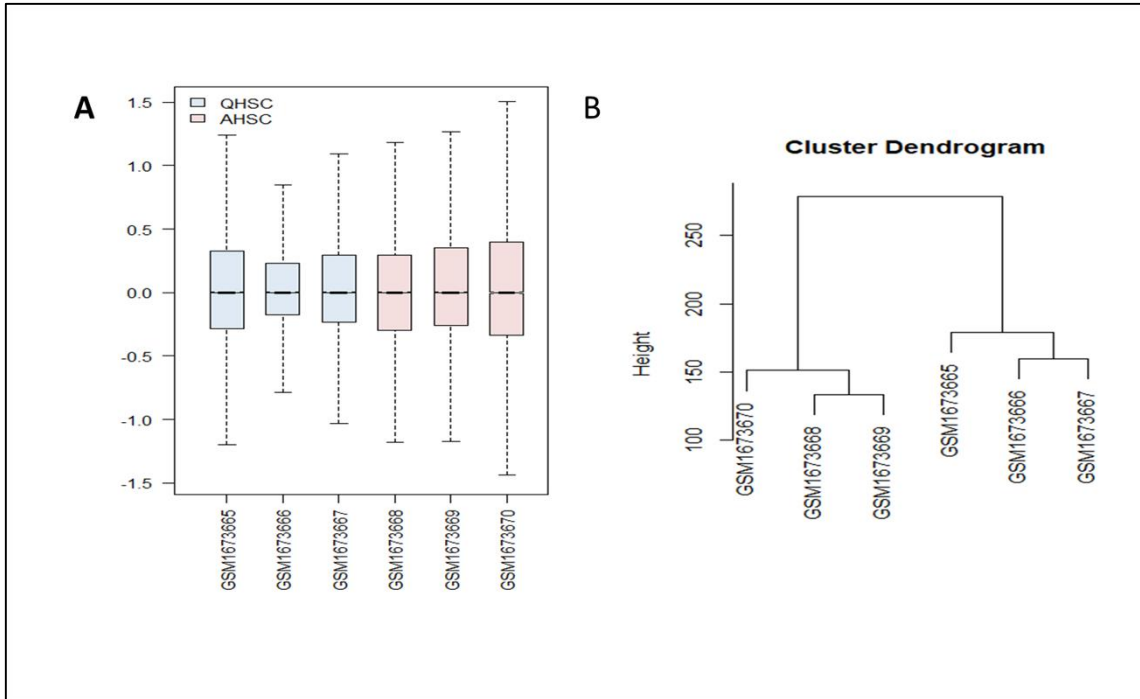 A
QHSC
AHSC
1.5
1.0
0.5
0.0
-0.5
-1.0
-1.5
GSM1673665
GSM1673666
GSM1673667
GSM1673668
GSM1673669
GSM1673670
B
Cluster Dendrogram
Height
250
200
150
100
GSM1673670
GSM1673668
GSM1673669
GSM1673665
GSM1673666
GSM1673667